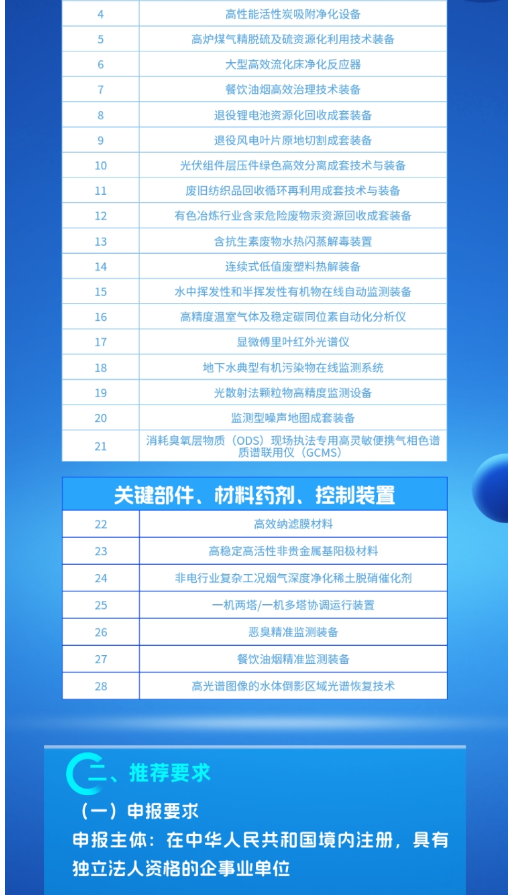 4 高性能活性炭吸附净化设备
5 高炉煤气精脱硫及硫资源化利用技术装备
6 大型高效流化床净化反应器
7 餐饮油烟高效治理技术装备
8 退役锂电池资源化回收成套装备
9 退役风电叶片原地切割成套装备
10 光伏组件层压件绿色高效分离成套技术与装备
11 废旧纺织品回收循环再利用成套技术与装备
12 有色冶炼行业含汞危险废物汞资源回收成套装备
13 含抗生素废物水热闪蒸解毒装置
14 连续式低值废塑料热解装备
15 水中挥发性和半挥发性有机物在线自动监测装备
16 高精度温室气体及稳定碳同位素自动化分析仪
17 显微傅里叶红外光谱仪
18 地下水典型有机污染物在线监测系统
19 光散射法颗粒物高精度监测设备
20 监测型噪声地图成套装备
21 消耗臭氧层物质（ODS）现场执法专用高灵敏便携气相色谱
质谱联用仪（GCMS）
关键部件、材料药剂、控制装置
22 高效纳滤膜材料
23 高稳定高活性非贵金属基阳极材料
24 非电行业复杂工况烟气深度净化稀土脱硝催化剂
25 一机两塔/一机多塔协调运行装置
26 恶臭精准监测装备
27 餐饮油烟精准监测装备
28 高光谱图像的水体倒影区域光谱恢复技术
二、推荐要求
（一）申报要求
申报主体：在中华人民共和国境内注册，具有
独立法人资格的企事业单位